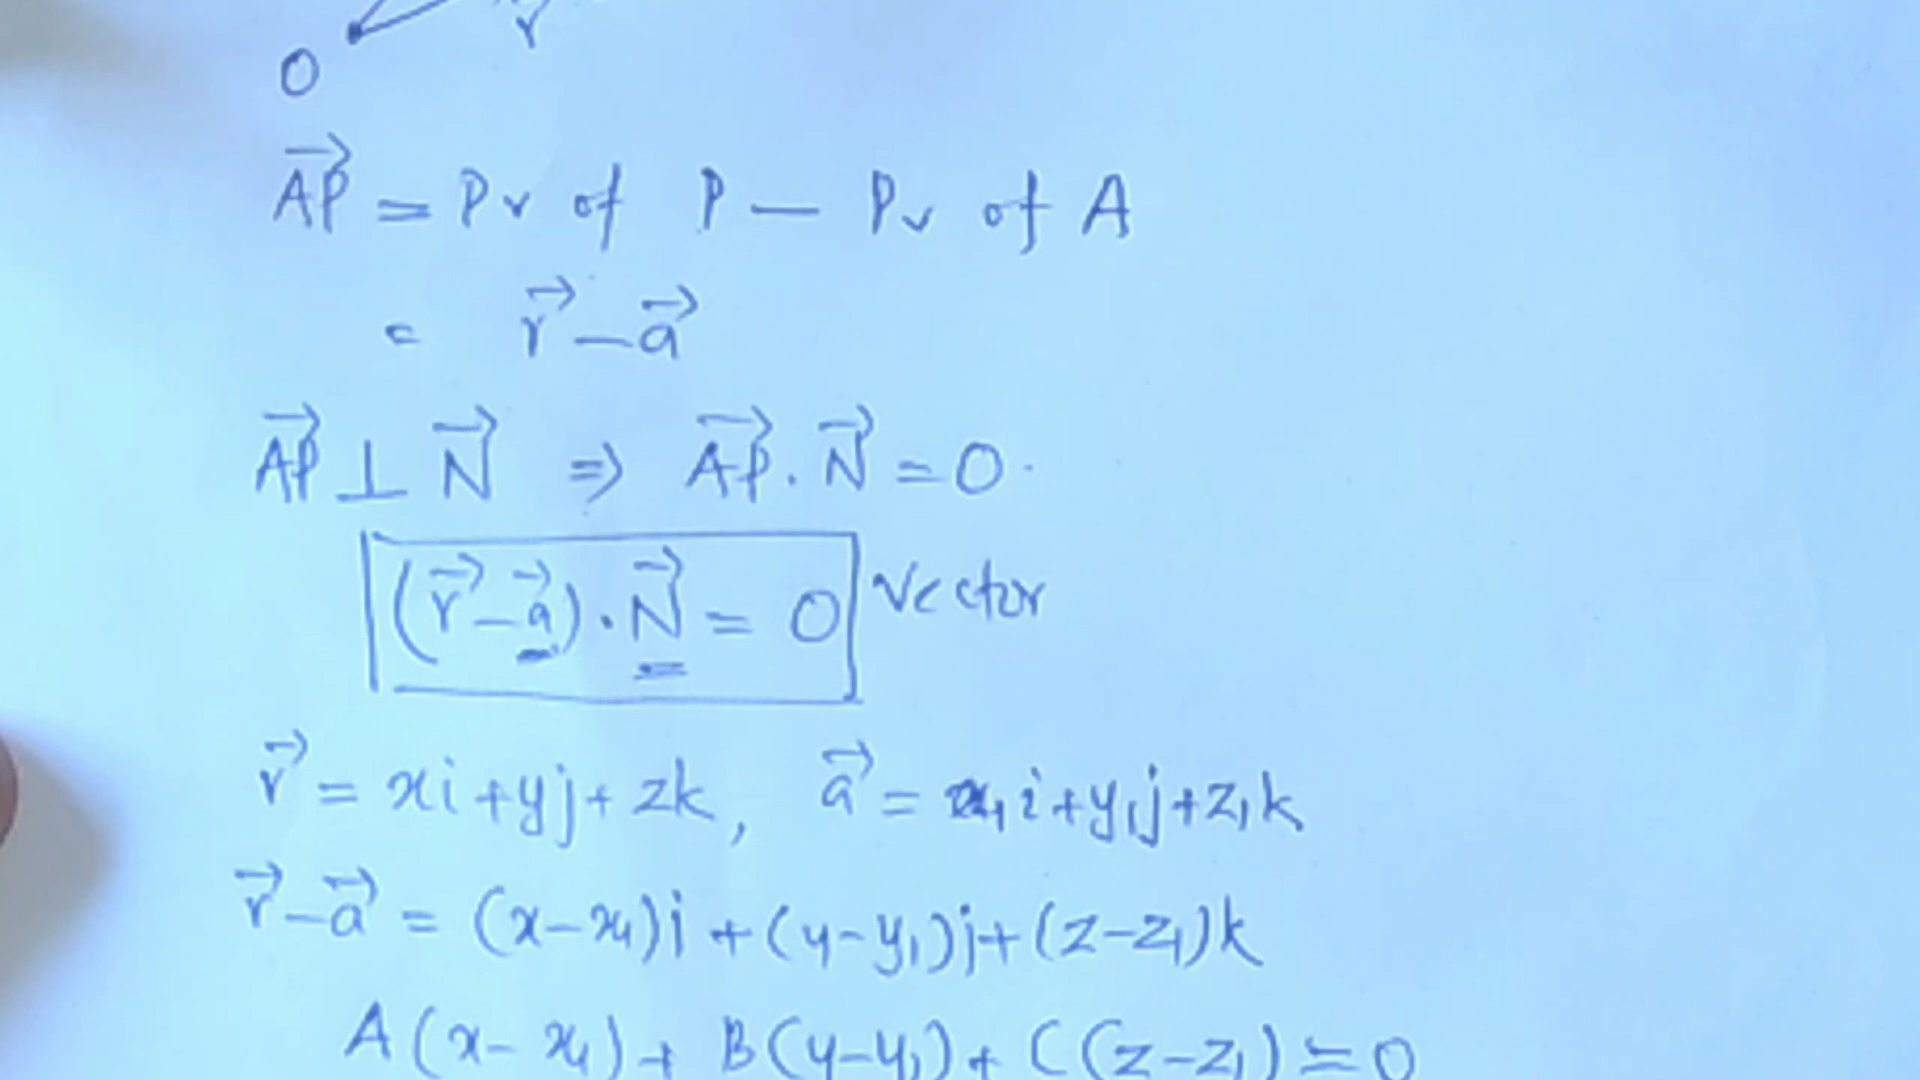 r
O
AP⃗ = Pv of P — Pv of A
= r⃗ – a⃗
AP⃗ ⊥ N⃗ ⇒ AP⃗ . N⃗ = 0.
(r⃗ – a⃗) . N⃗ = 0 Vector
r⃗ = xi + yj + zk, a⃗ = x₁i + y₁j + z₁k
r⃗ – a⃗ = (x – x₁)i + (y – y₁)j + (z – z₁)k
A(x – x₁) + B(y – y₁) + C(z – z₁) = 0